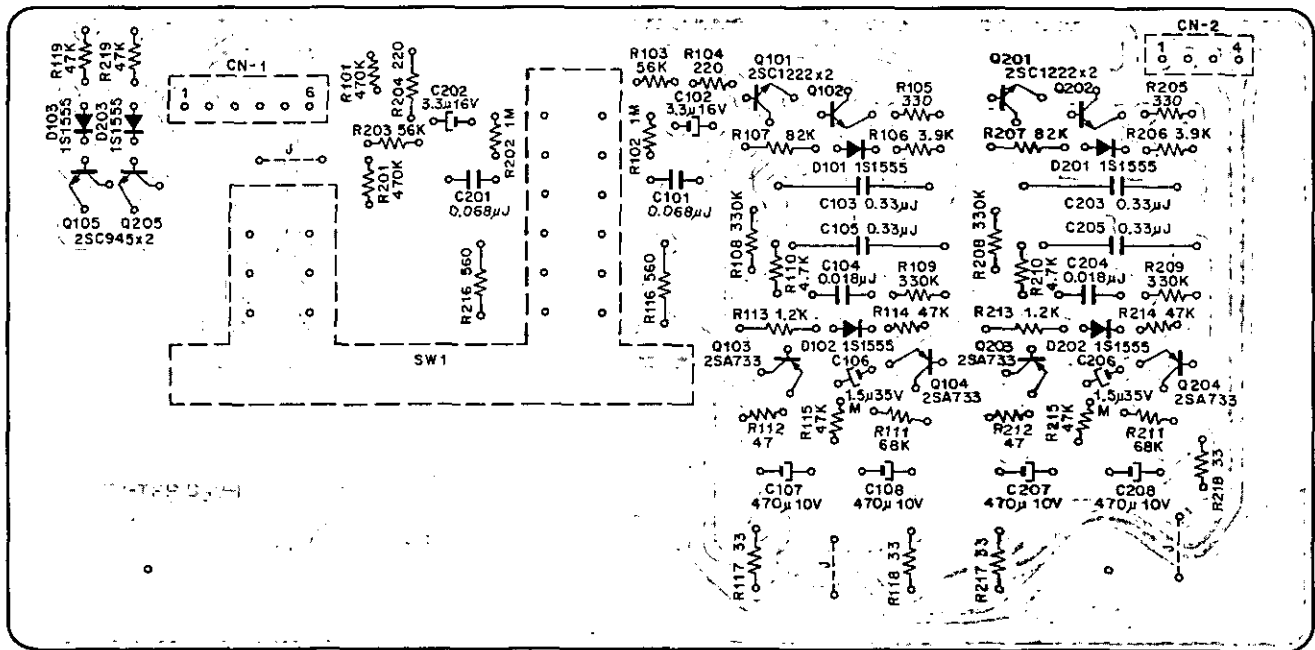 R119
47K
R219
47K
D103
1S1555
D203
1S1555
Q105
Q205
2SC945x2
CN-1
1
6
J
R101
470K
R204 220
R203 56K
R201
470K
C202
3.3μ16V
R202 1M
C201
0.068μJ
R216 560
SW1
R103
56K
R104
220
R102 1M
C102
3.3μ16V
C101
0.068μJ
R116 560
Q101
2SC1222x2
Q102
R105
330
R107 82K
R106 3.9K
D101 1S1555
C103 0.33μJ
R108 330K
C105 0.33μJ
R110
4.7K
C104
0.018μJ
R109
330K
R113 1.2K
R114 47K
D102 1S1555
Q103
2SA733
C106
1.5μ35V
M
Q104
2SA733
R112
47
R115
47K
R111
68K
C107
470μ10V
C108
470μ10V
R117 33
J
R118 33
CN-2
1
4
Q201
2SC1222x2
Q202
R205
330
R207 82K
R206 3.9K
D201 1S1555
C203 0.33μJ
R208 330K
C205 0.33μJ
R210
4.7K
C204
0.018μJ
R209
330K
R213 1.2K
R214 47K
D202 1S1555
Q203
2SA733
C206
1.5μ35V
M
Q204
2SA733
R212
47
R215
47K
R211
68K
R218 33
C207
470μ10V
C208
470μ10V
R217 33
J